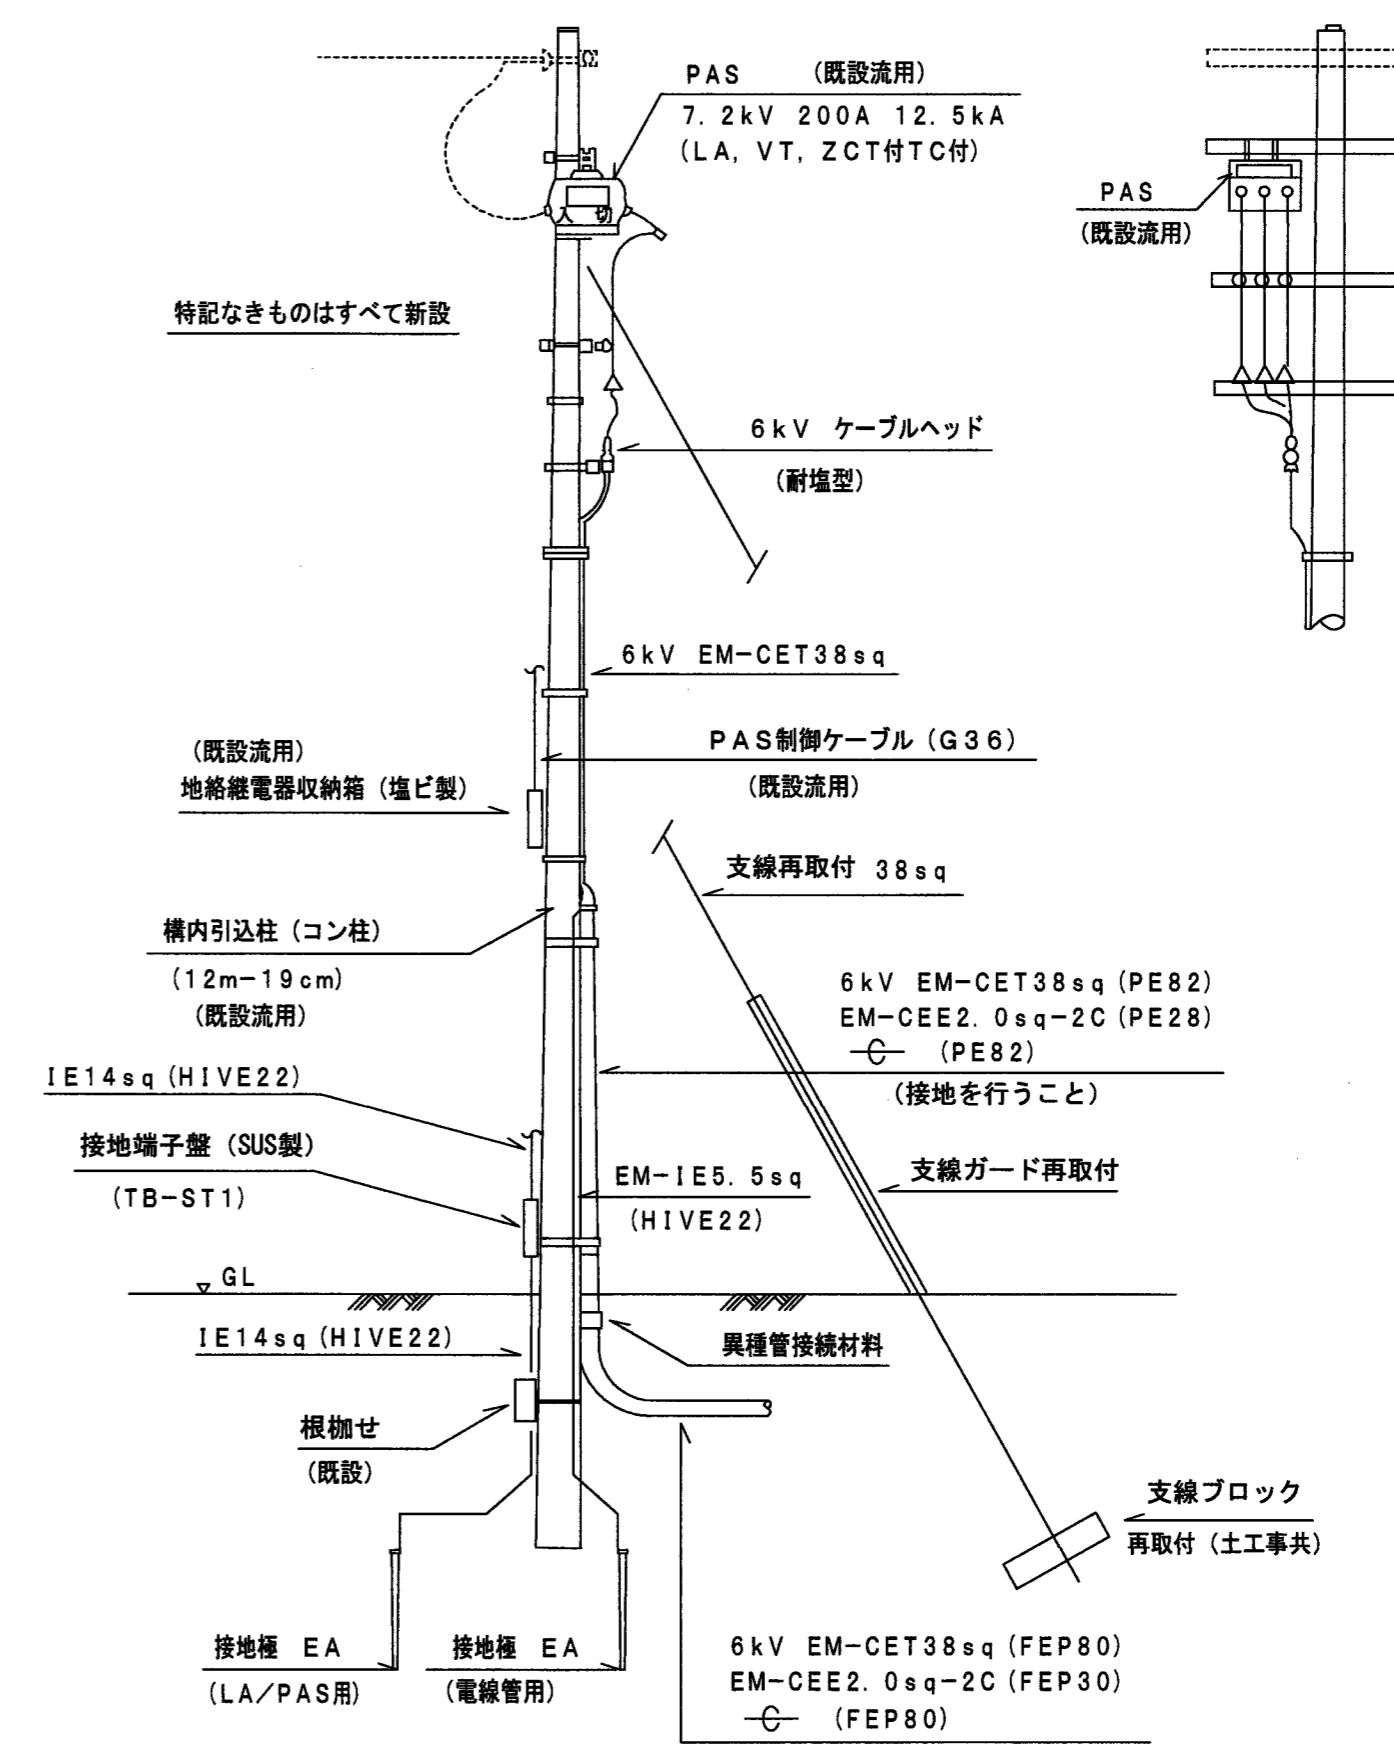 PAS (既設流用)
7.2kV 200A 12.5kA
(LA, VT, ZCT付TC付)
入 切
PAS
(既設流用)
特記なきものはすべて新設
6kV ケーブルヘッド
(耐塩型)
6kV EM-CET38sq
PAS制御ケーブル(G36)
(既設流用)
(既設流用)
地絡継電器収納箱(塩ビ製)
支線再取付 38sq
構内引込柱(コン柱)
(12m-19cm)
(既設流用)
6kV EM-CET38sq(PE82)
EM-CEE2.0sq-2C(PE28)
C (PE82)
(接地を行うこと)
IE14sq(HIVE22)
接地端子盤(SUS製)
(TB-ST1)
EM-IE5.5sq
(HIVE22)
支線ガード再取付
GL
IE14sq(HIVE22)
異種管接続材料
根枷せ
(既設)
支線ブロック
再取付(土工事共)
接地極 EA
(LA/PAS用)
接地極 EA
(電線管用)
6kV EM-CET38sq(FEP80)
EM-CEE2.0sq-2C(FEP30)
C (FEP80)